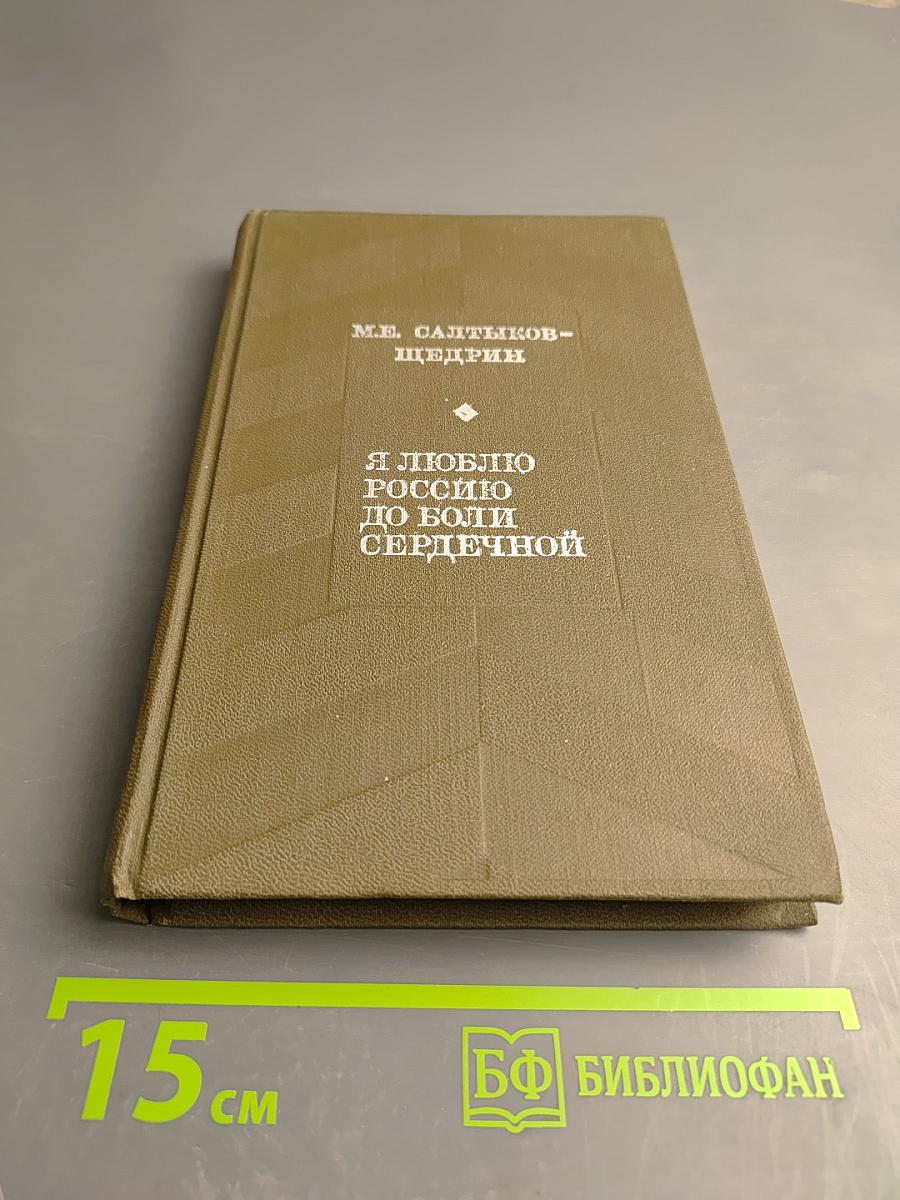 М.Е. САЛТЫКОВ-
ЩЕДРИН
Я ЛЮБЛЮ
РОССИЮ
ДО БОЛИ
СЕРДЕЧНОЙ
15 см
БФ БИБЛИОФАН